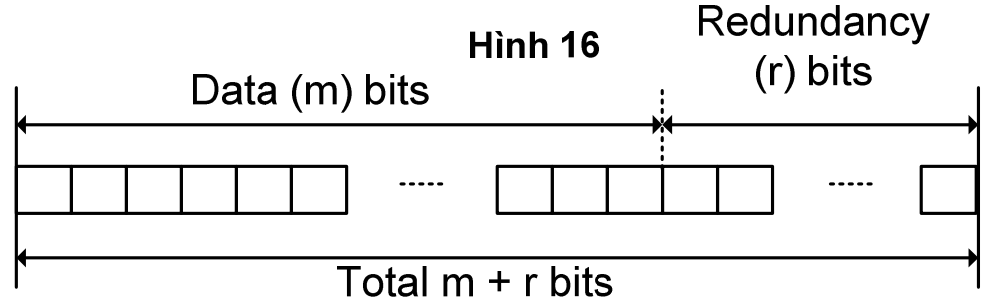 Hình 16
Redundancy
(r) bits
Data (m) bits
Total m + r bits